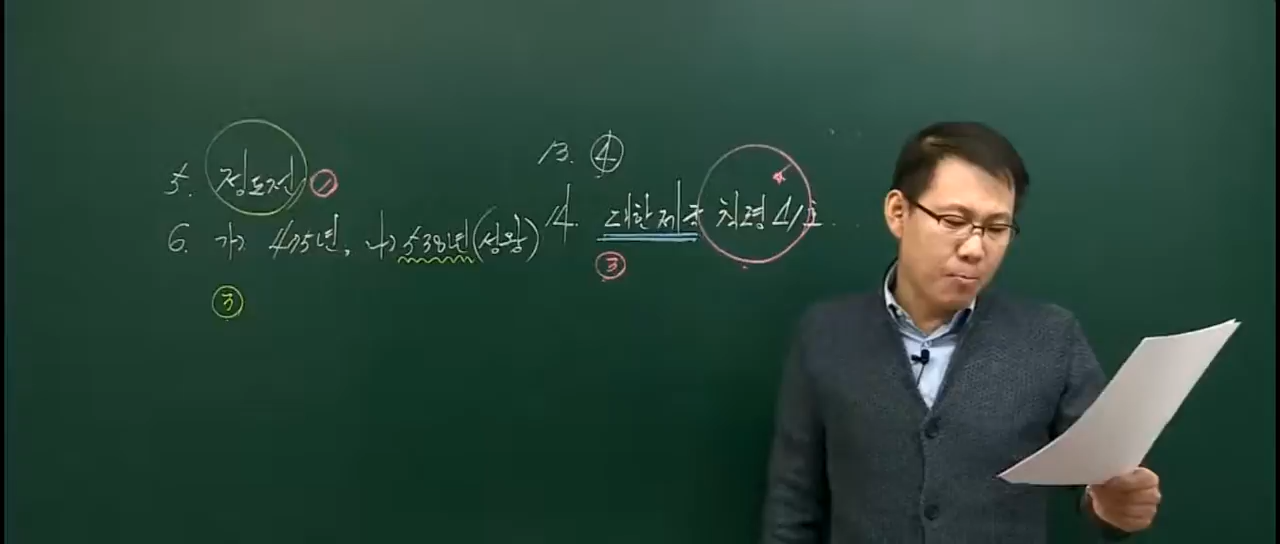 5. 정도전 ①
6. 가) 475년, 나) 538년(성왕)
③
13. ④
14. 대한제국 칙령 41호
③